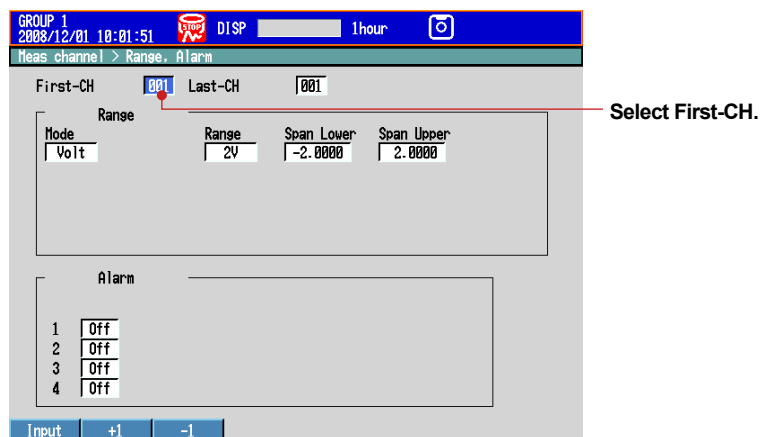 GROUP 1
2008/12/01 10:01:51 STOP DISP 1hour
Meas channel > Range, Alarm
First-CH 001 Last-CH 001
Select First-CH.
Range
Mode Range Span Lower Span Upper
Volt 2V -2.0000 2.0000
Alarm
1 Off
2 Off
3 Off
4 Off
Input +1 -1